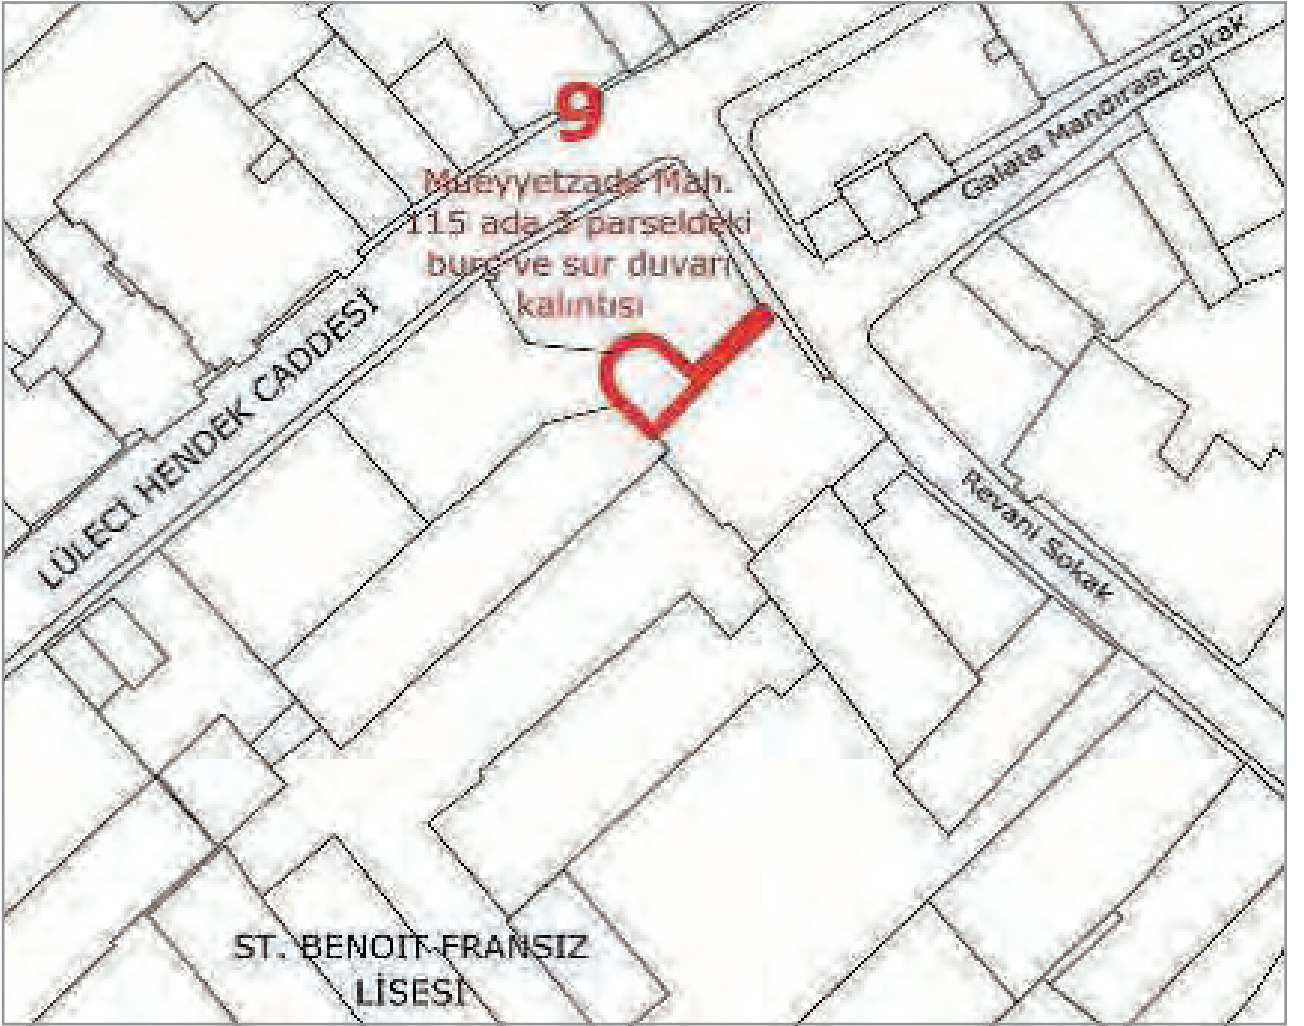 Galata Mandırası Sokak
9
Müeyyetzade Mah.
115 ada 3 parseldeki
burç ve sur duvarı
kalıntısı
LÜLECİ HENDEK CADDESİ
Revani Sokak
ST. BENOIT FRANSIZ
LİSESİ